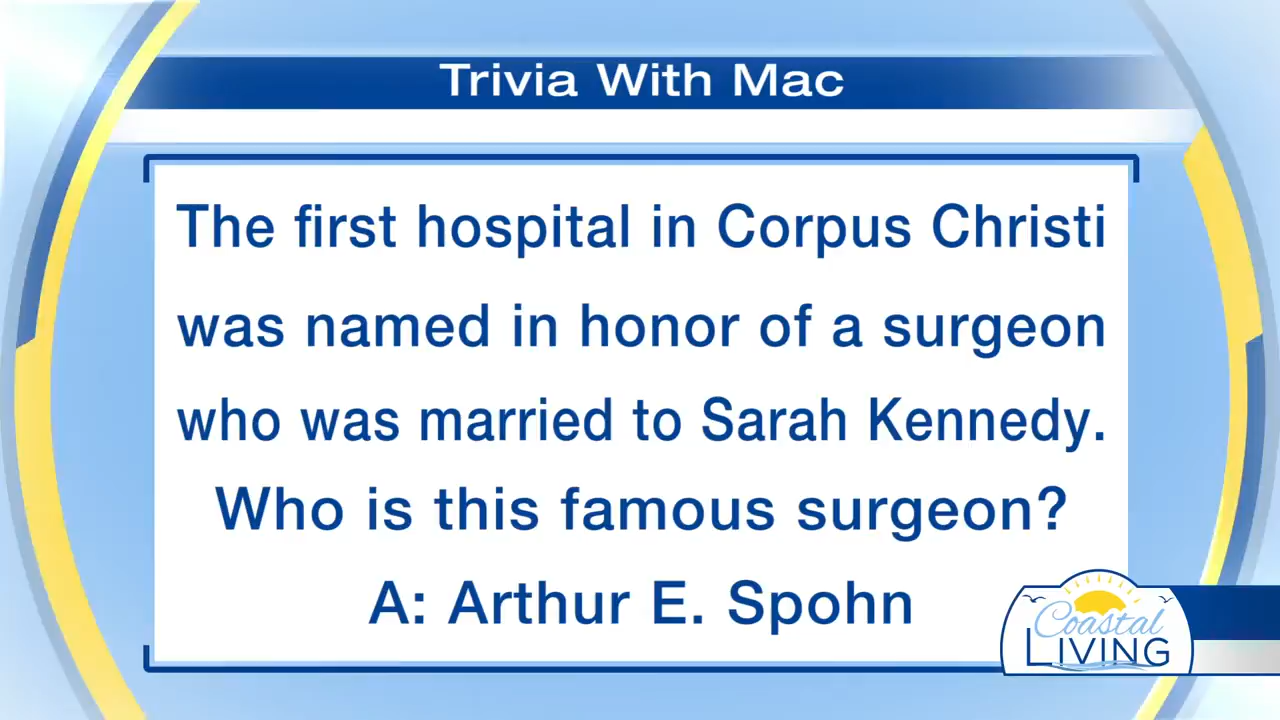 Trivia With Mac
The first hospital in Corpus Christi
was named in honor of a surgeon
who was married to Sarah Kennedy.
Who is this famous surgeon?
A: Arthur E. Spohn
Coastal
LIVING